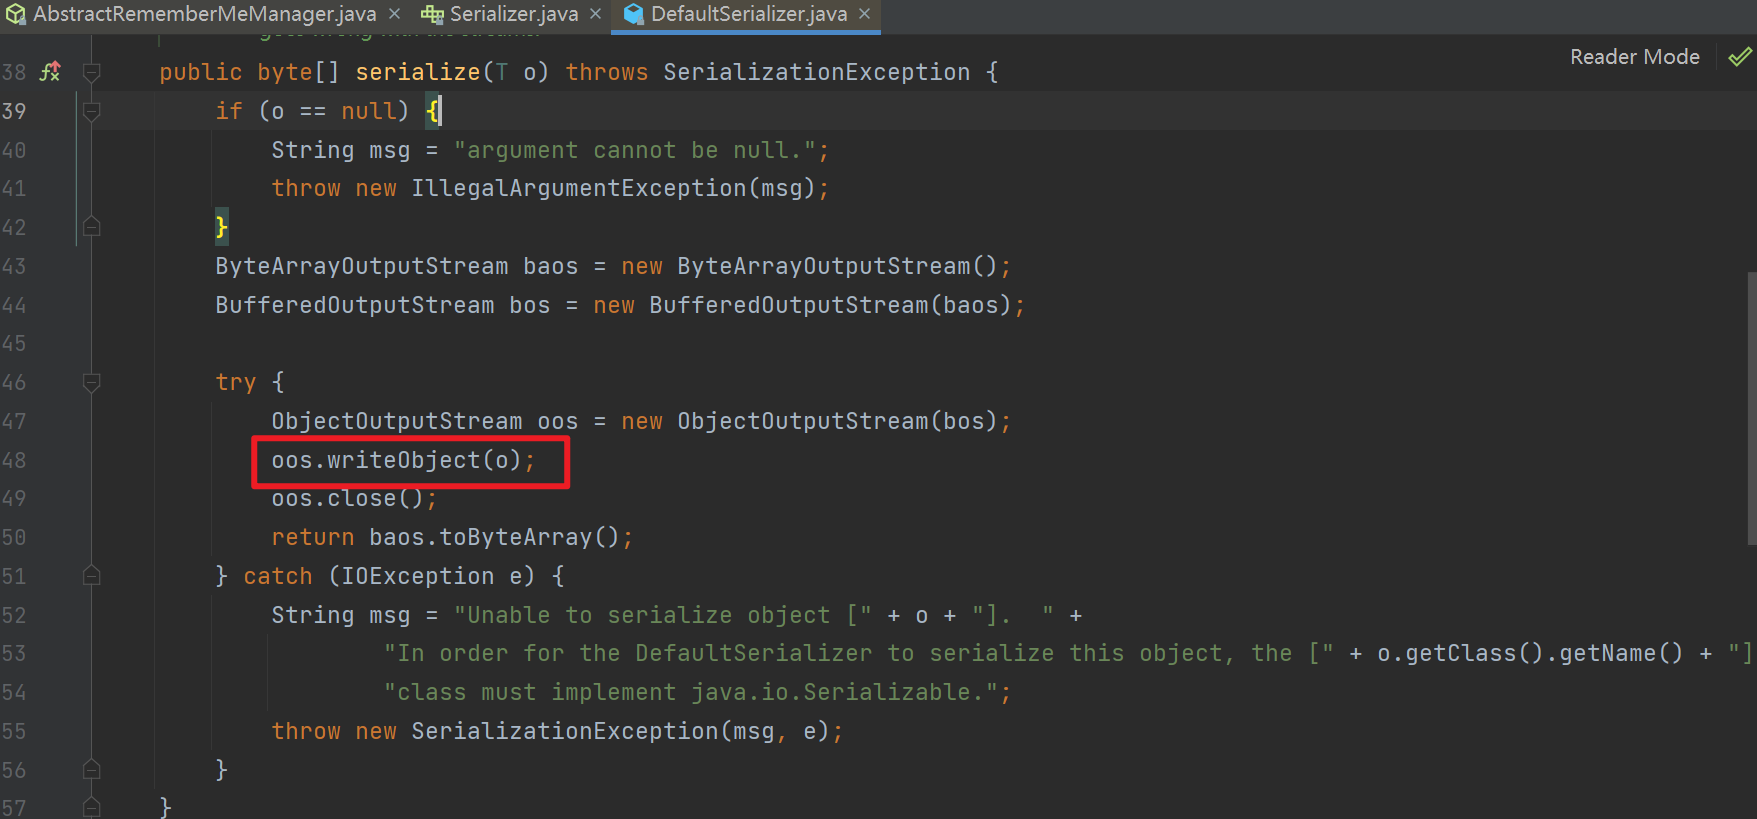 AbstractRememberMeManager.java × Serializer.java × DefaultSerializer.java ×
goes wrong with the streams.
Reader Mode
38 public byte[] serialize(T o) throws SerializationException {
39 if (o == null) {
40 String msg = "argument cannot be null.";
41 throw new IllegalArgumentException(msg);
42 }
43 ByteArrayOutputStream baos = new ByteArrayOutputStream();
44 BufferedOutputStream bos = new BufferedOutputStream(baos);
45
46 try {
47 ObjectOutputStream oos = new ObjectOutputStream(bos);
48 oos.writeObject(o);
49 oos.close();
50 return baos.toByteArray();
51 } catch (IOException e) {
52 String msg = "Unable to serialize object [" + o + "].  " +
53 "In order for the DefaultSerializer to serialize this object, the [" + o.getClass().getName() + "]
54 "class must implement java.io.Serializable.";
55 throw new SerializationException(msg, e);
56 }
57 }